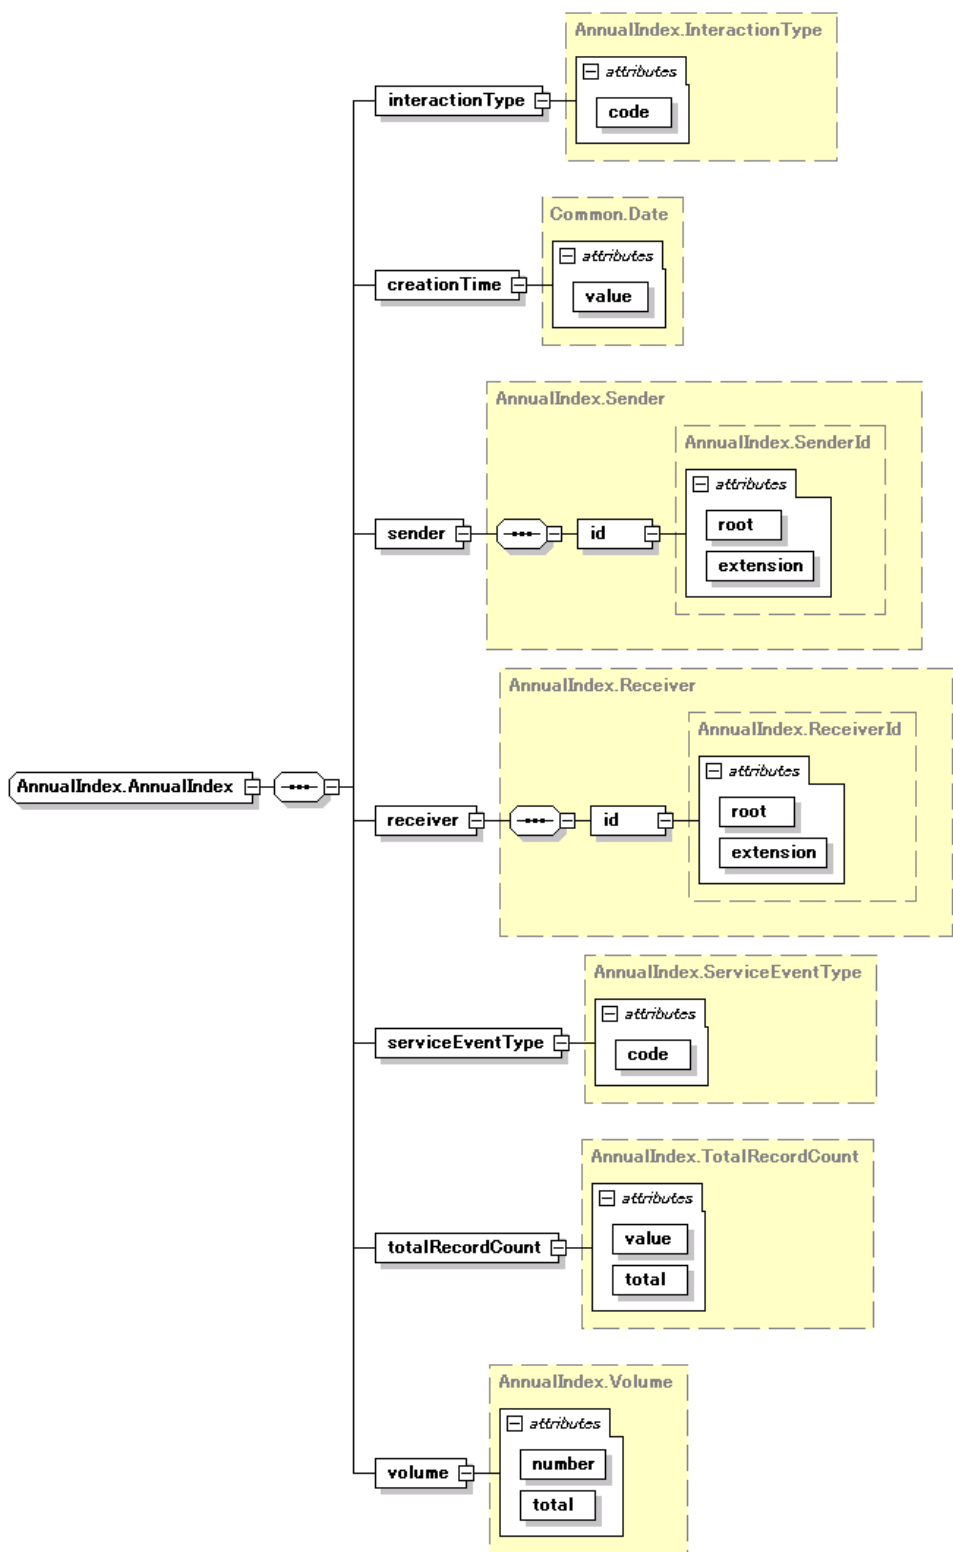 AnnualIndex.InteractionType
attributes
interactionType
code
Common.Date
attributes
creationTime
value
AnnualIndex.Sender
AnnualIndex.SenderId
attributes
root
sender
id
extension
AnnualIndex.Receiver
AnnualIndex.ReceiverId
attributes
AnnualIndex.AnnualIndex
root
receiver
id
extension
AnnualIndex.ServiceEventType
attributes
serviceEventType
code
AnnualIndex.TotalRecordCount
attributes
value
totalRecordCount
total
AnnualIndex.Volume
attributes
number
volume
total